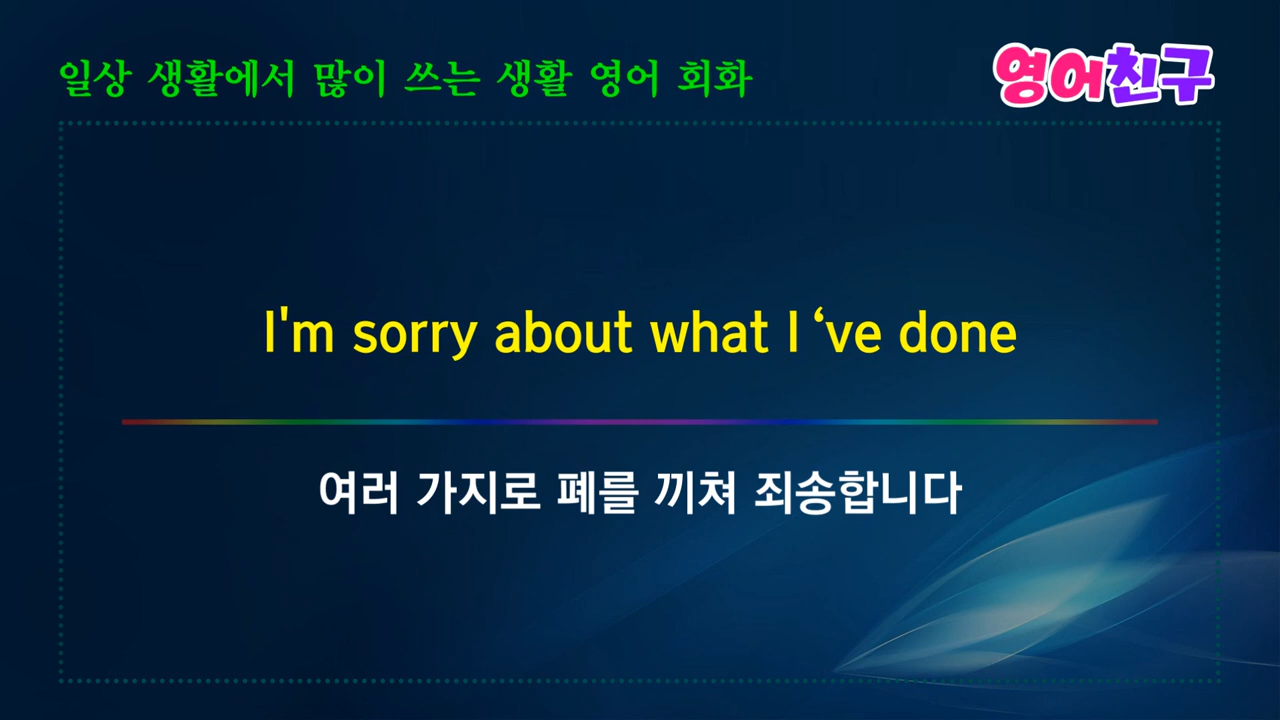 일상 생활에서 많이 쓰는 생활 영어 회화
영어친구
I'm sorry about what I ‘ve done
여러 가지로 폐를 끼쳐 죄송합니다